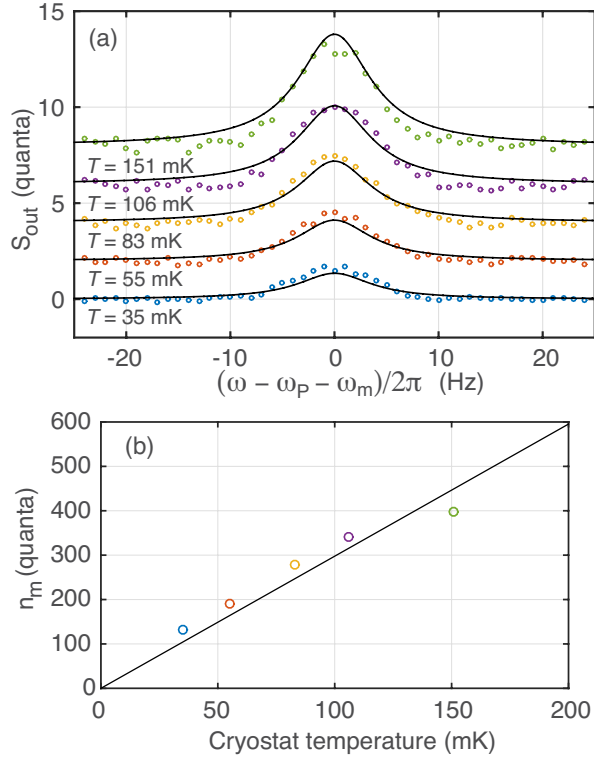 (a)
15
10
5
0
S_out (quanta)
T = 151 mK
T = 106 mK
T = 83 mK
T = 55 mK
T = 35 mK
-20 -10 0 10 20
(ω − ω_P − ω_m)/2π (Hz)
(b)
600
500
400
300
200
100
0
n_m (quanta)
0 50 100 150 200
Cryostat temperature (mK)